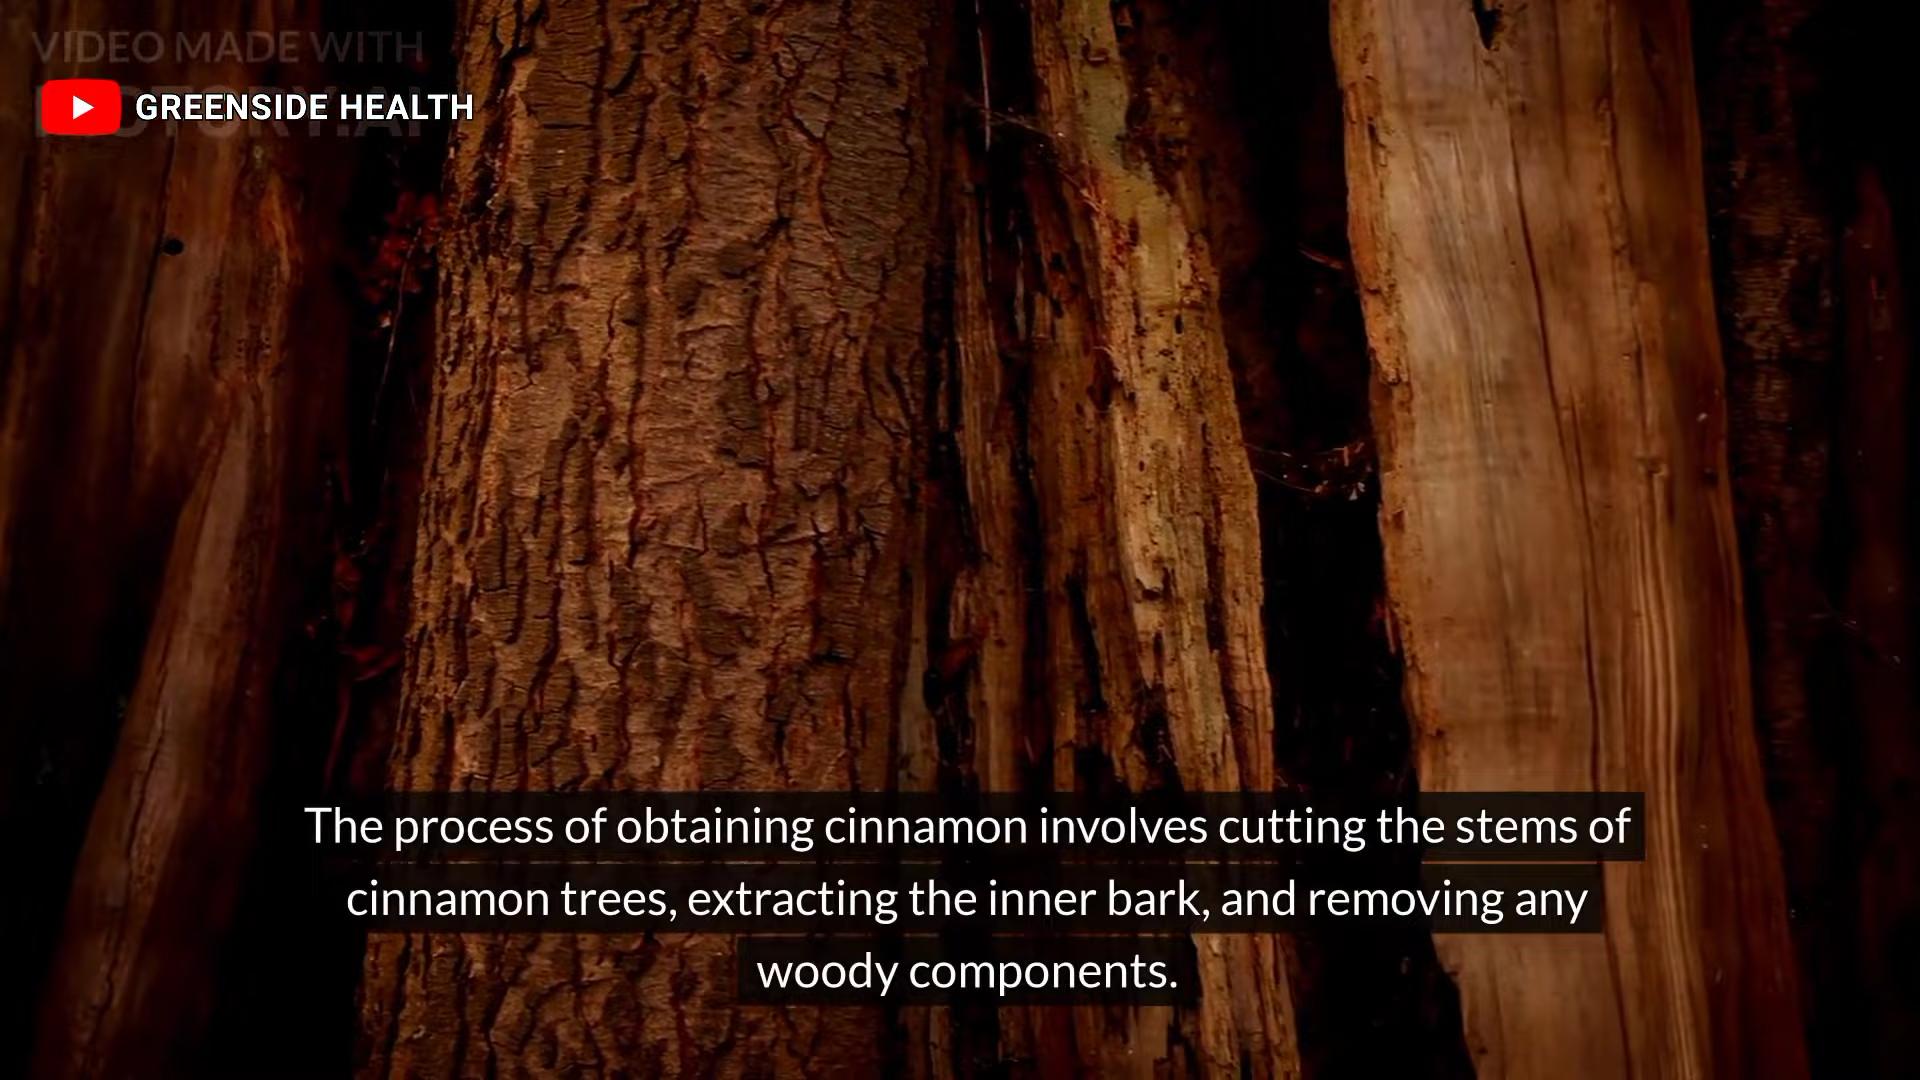 VIDEO MADE WITH
GREENSIDE HEALTH
The process of obtaining cinnamon involves cutting the stems of
cinnamon trees, extracting the inner bark, and removing any
woody components.